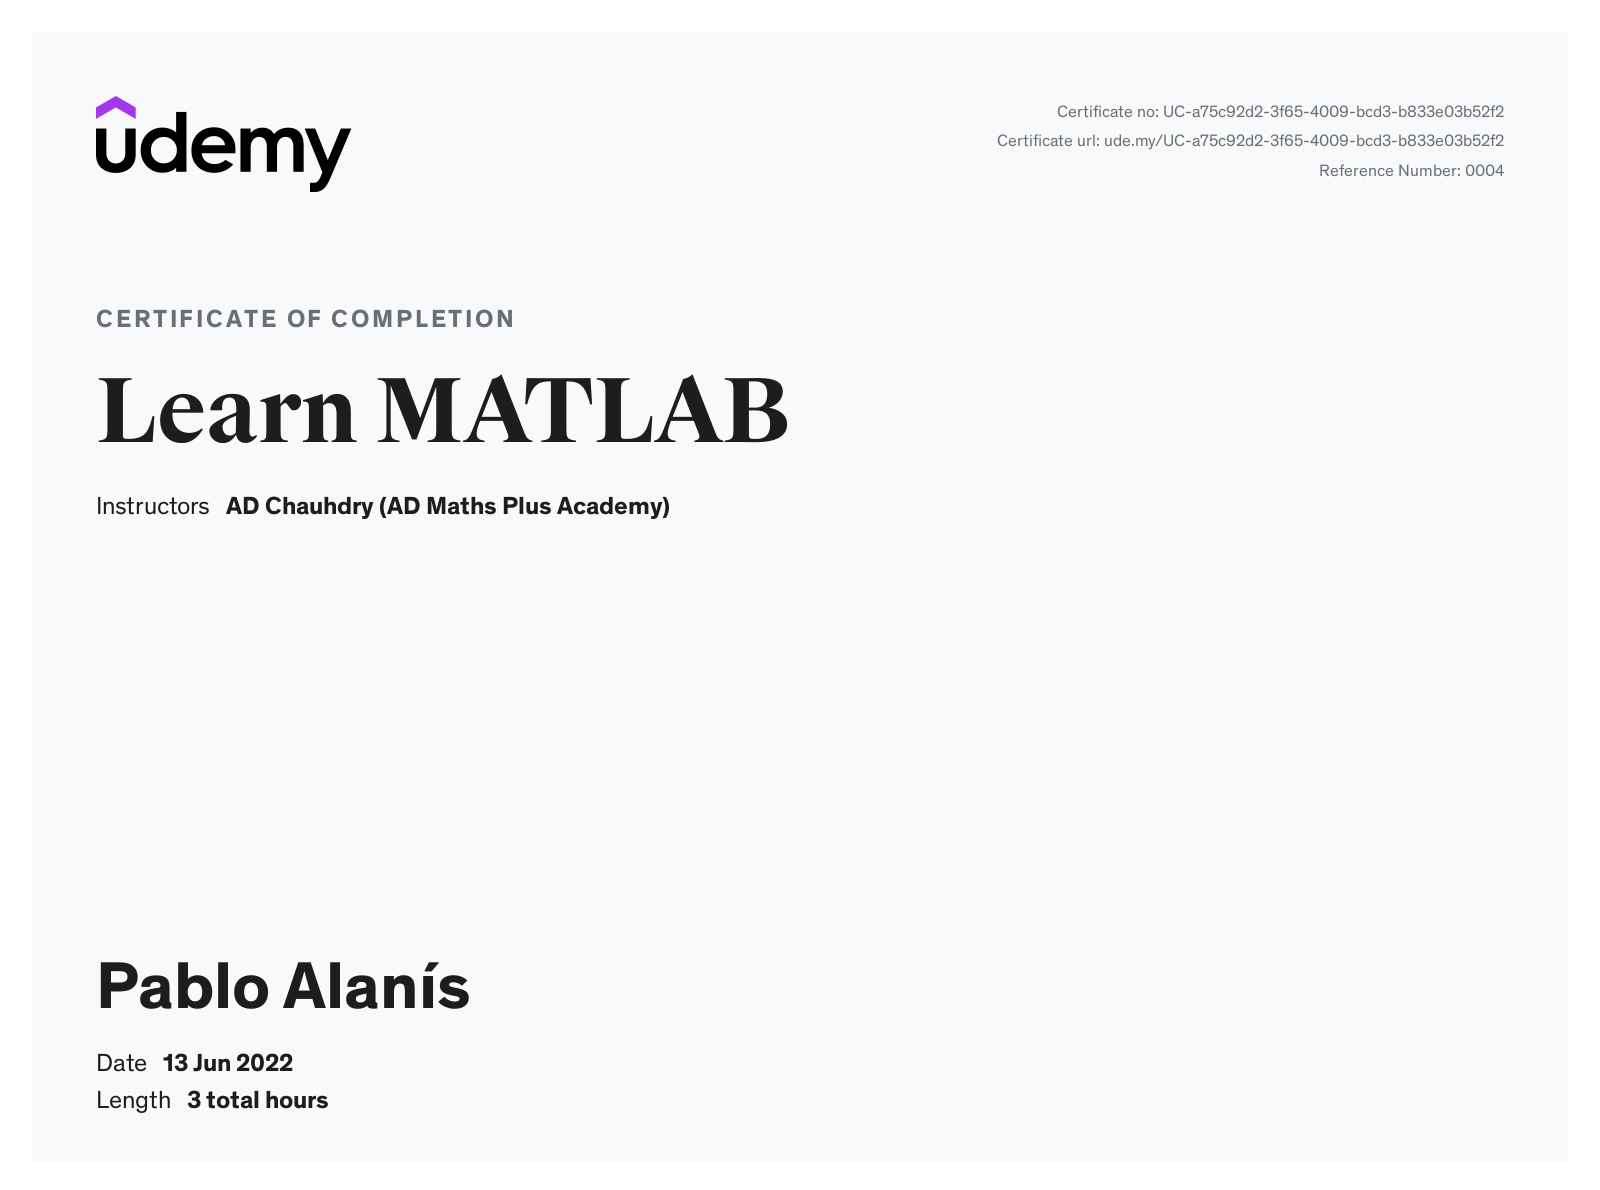 udemy
Certificate no: UC-a75c92d2-3f65-4009-bcd3-b833e03b52f2
Certificate url: ude.my/UC-a75c92d2-3f65-4009-bcd3-b833e03b52f2
Reference Number: 0004
CERTIFICATE OF COMPLETION
Learn MATLAB
Instructors AD Chauhdry (AD Maths Plus Academy)
Pablo Alanís
Date 13 Jun 2022
Length 3 total hours